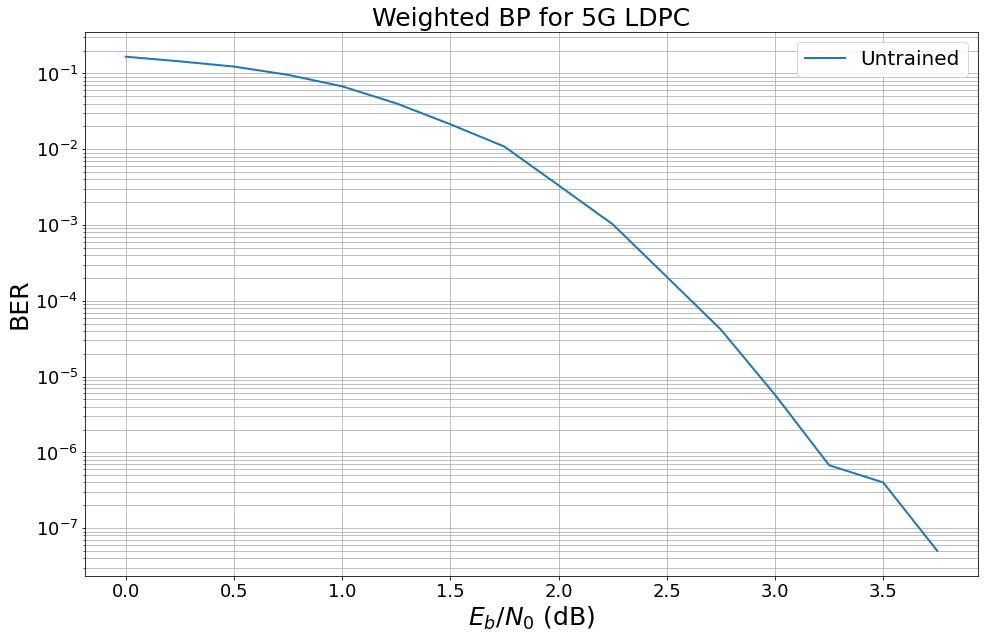 Weighted BP for 5G LDPC
Untrained
BER
10⁻¹
10⁻²
10⁻³
10⁻⁴
10⁻⁵
10⁻⁶
10⁻⁷
0.0 0.5 1.0 1.5 2.0 2.5 3.0 3.5
E_b/N_0 (dB)